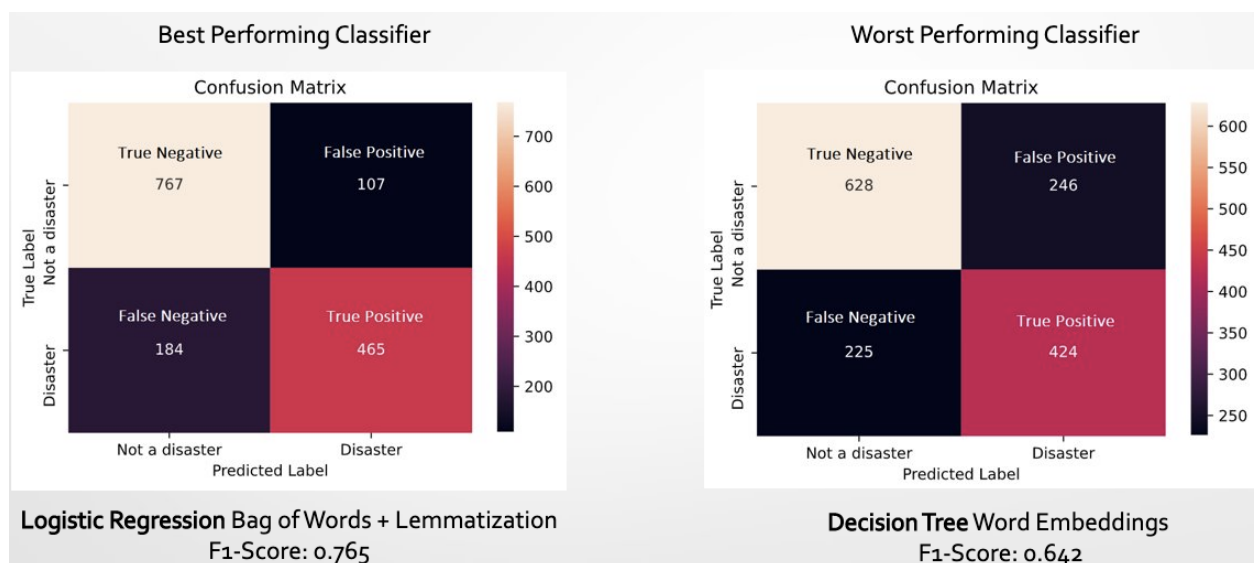 Best Performing Classifier
Confusion Matrix
True Label
Not a disaster
Disaster
True Negative
767
False Positive
107
False Negative
184
True Positive
465
Not a disaster
Disaster
Predicted Label
700
600
500
400
300
200
Logistic Regression Bag of Words + Lemmatization
F1-Score: 0.765
Worst Performing Classifier
Confusion Matrix
True Label
Not a disaster
Disaster
True Negative
628
False Positive
246
False Negative
225
True Positive
424
Not a disaster
Disaster
Predicted Label
600
550
500
450
400
350
300
250
Decision Tree Word Embeddings
F1-Score: 0.642